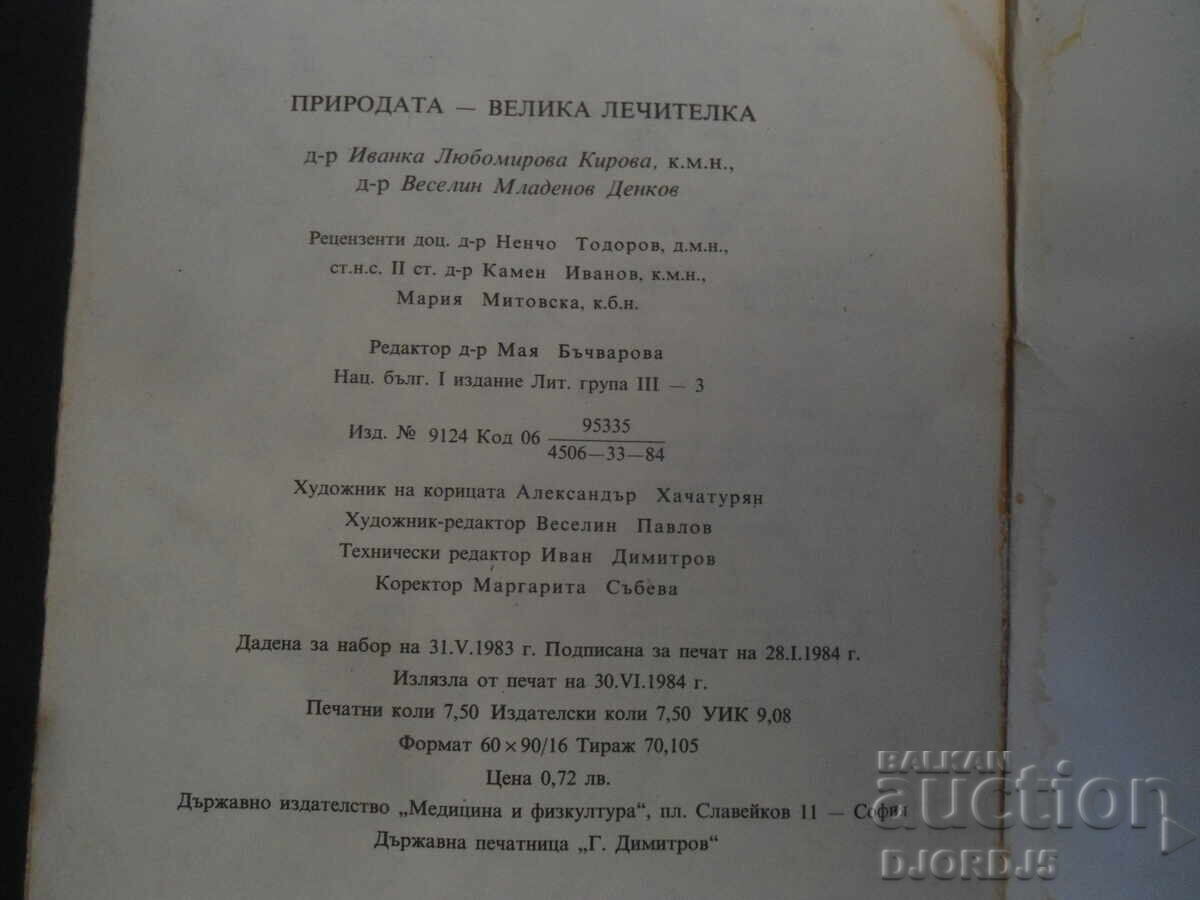 ПРИРОДАТА — ВЕЛИКА ЛЕЧИТЕЛКА
д-р Иванка Любомирова Кирова, к.м.н.,
д-р Веселин Младенов Денков
Рецензенти доц. д-р Ненчо Тодоров, д.м.н.,
ст.н.с. II ст. д-р Камен Иванов, к.м.н.,
Мария Митовска, к.б.н.
Редактор д-р Мая Бъчварова
Нац. бълг. I издание Лит. група III — 3
Изд. № 9124 Код 06 95335
4506—33—84
Художник на корицата Александър Хачатурян
Художник-редактор Веселин Павлов
Технически редактор Иван Димитров
Коректор Маргарита Събева
Дадена за набор на 31.V.1983 г. Подписана за печат на 28.I.1984 г.
Излязла от печат на 30.VI.1984 г.
Печатни коли 7,50 Издателски коли 7,50 УИК 9,08
Формат 60×90/16 Тираж 70,105
Цена 0,72 лв.
Държавно издателство „Медицина и физкултура“, пл. Славейков 11 — София
Държавна печатница „Г. Димитров“
BALKAN
auction
DJORDJ5